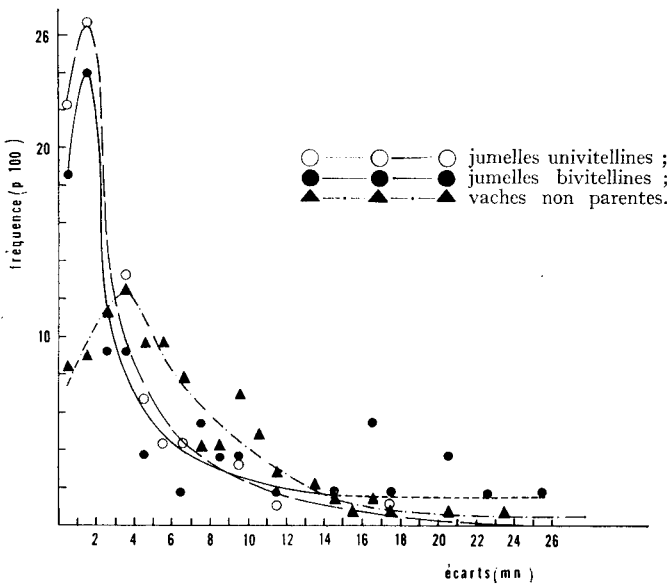 26
20
10
fréquence (p 100)
jumelles univitellines ;
jumelles bivitellines ;
vaches non parentes.
2 4 6 8 10 12 14 16 18 20 22 24 26
écarts (mn)